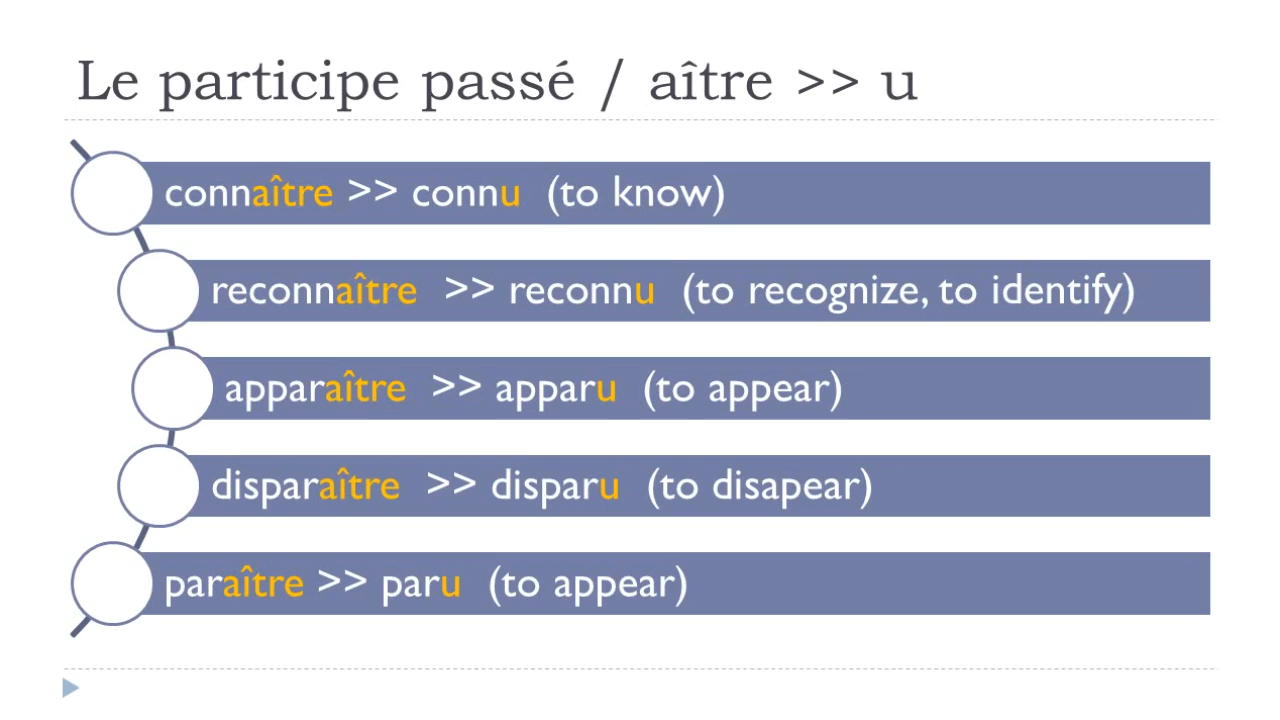 Le participe passé / aître >> u
connaître >> connu (to know)
reconnaître >> reconnu (to recognize, to identify)
apparaître >> apparu (to appear)
disparaître >> disparu (to disapear)
paraître >> paru (to appear)